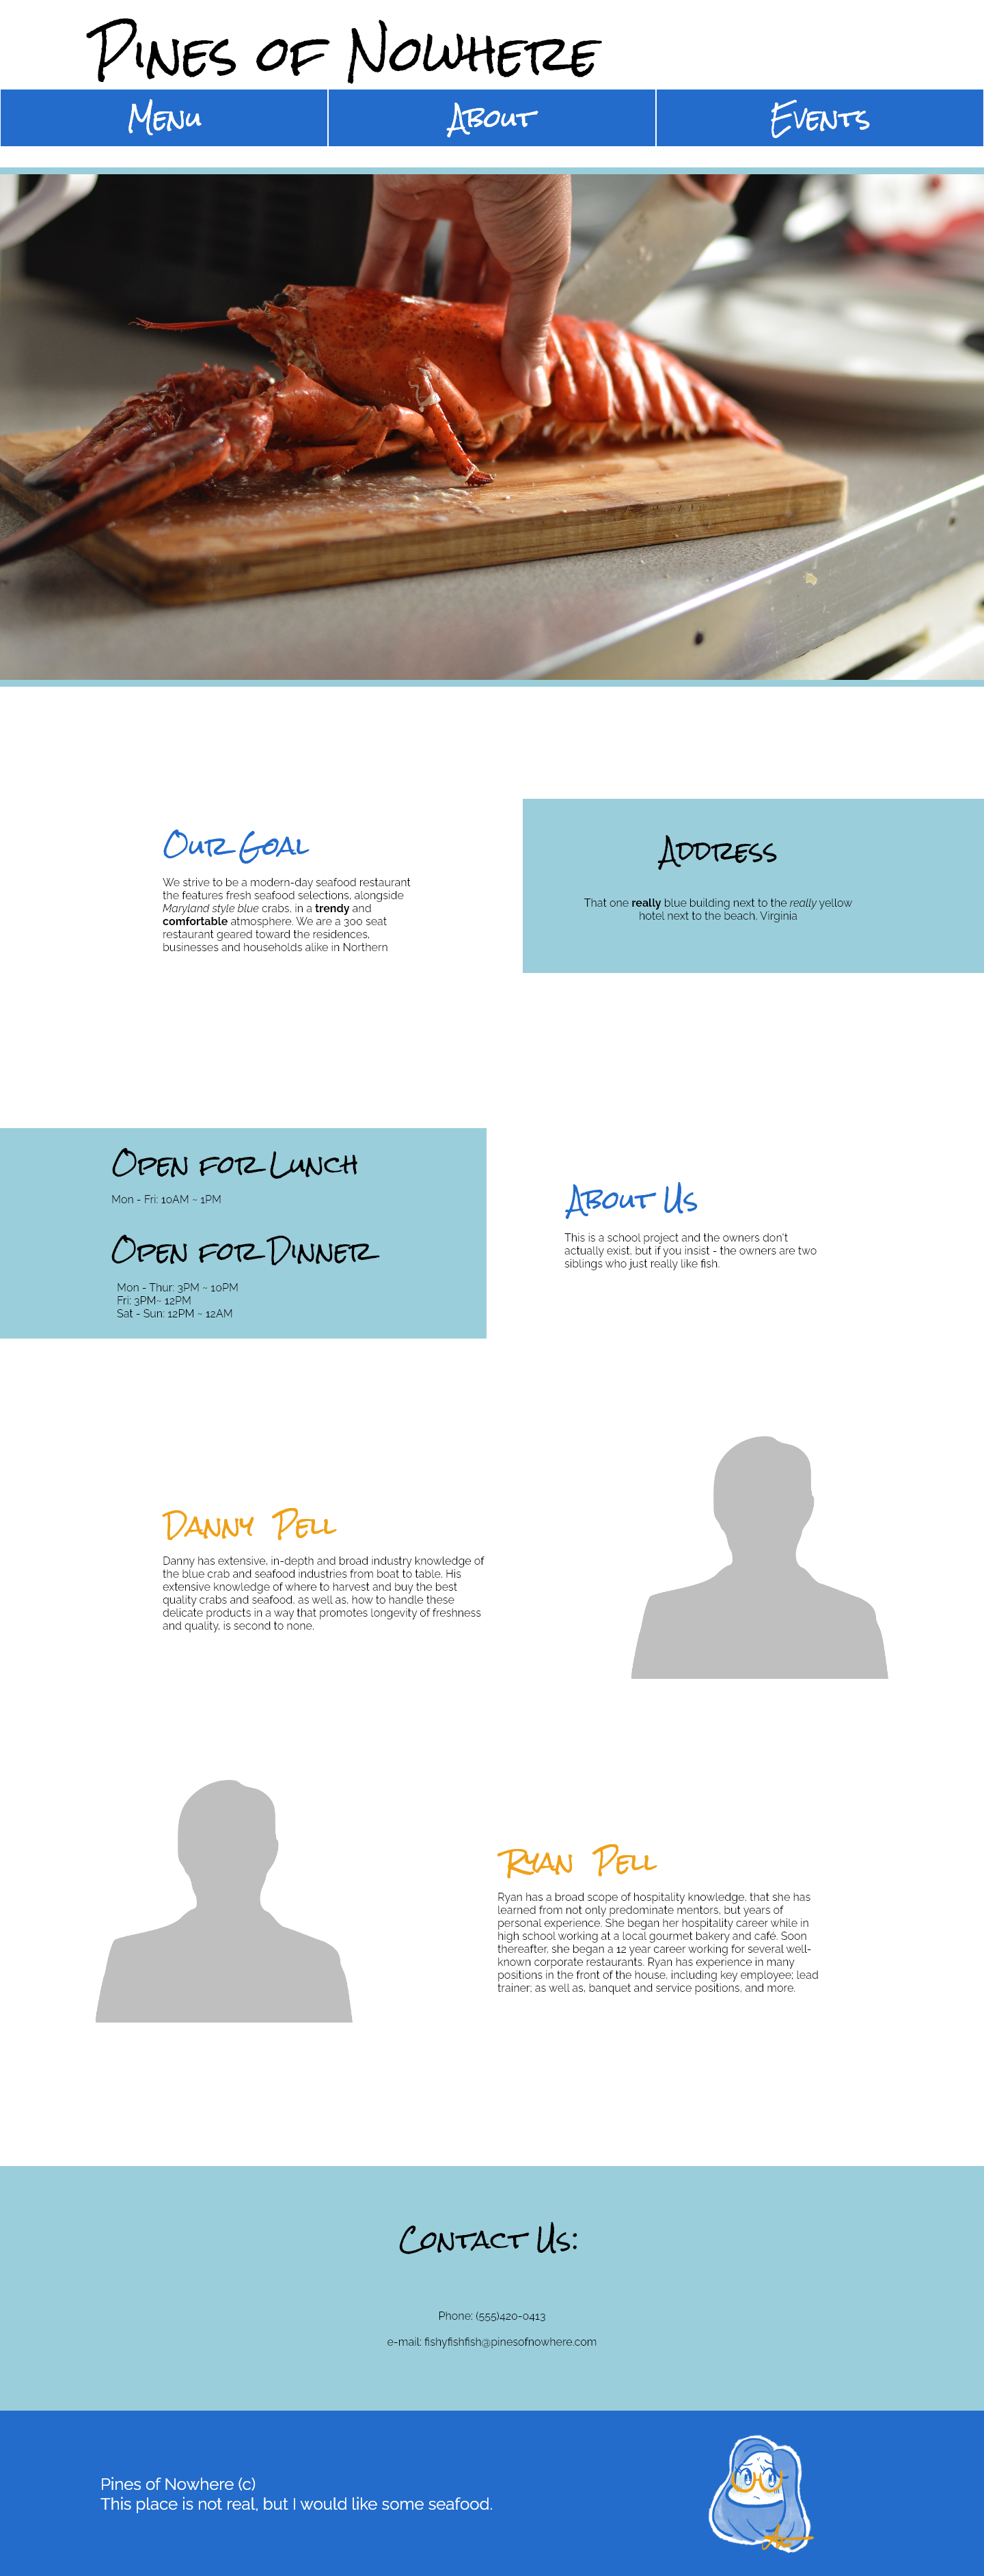 Pines of Nowhere
Menu
About
Events
Our Goal
We strive to be a modern-day seafood restaurant
the features fresh seafood selections, alongside
Maryland style blue crabs, in a trendy and
comfortable atmosphere. We are a 300 seat
restaurant geared toward the residences,
businesses and households alike in Northern
Address
That one really blue building next to the really yellow
hotel next to the beach. Virginia
Open for Lunch
Mon - Fri: 10AM ~ 1PM
Open for Dinner
Mon - Thur: 3PM ~ 10PM
Fri: 3PM~ 12PM
Sat - Sun: 12PM ~ 12AM
About Us
This is a school project and the owners don't
actually exist, but if you insist - the owners are two
siblings who just really like fish.
Danny Pell
Danny has extensive, in-depth and broad industry knowledge of
the blue crab and seafood industries from boat to table. His
extensive knowledge of where to harvest and buy the best
quality crabs and seafood, as well as, how to handle these
delicate products in a way that promotes longevity of freshness
and quality, is second to none.
Ryan Pell
Ryan has a broad scope of hospitality knowledge, that she has
learned from not only predominate mentors, but years of
personal experience. She began her hospitality career while in
high school working at a local gourmet bakery and café. Soon
thereafter, she began a 12 year career working for several well-
known corporate restaurants. Ryan has experience in many
positions in the front of the house, including key employee; lead
trainer; as well as, banquet and service positions, and more.
Contact Us:
Phone: (555)420-0413
e-mail: fishyfishfish@pinesofnowhere.com
Pines of Nowhere (c)
This place is not real, but I would like some seafood.